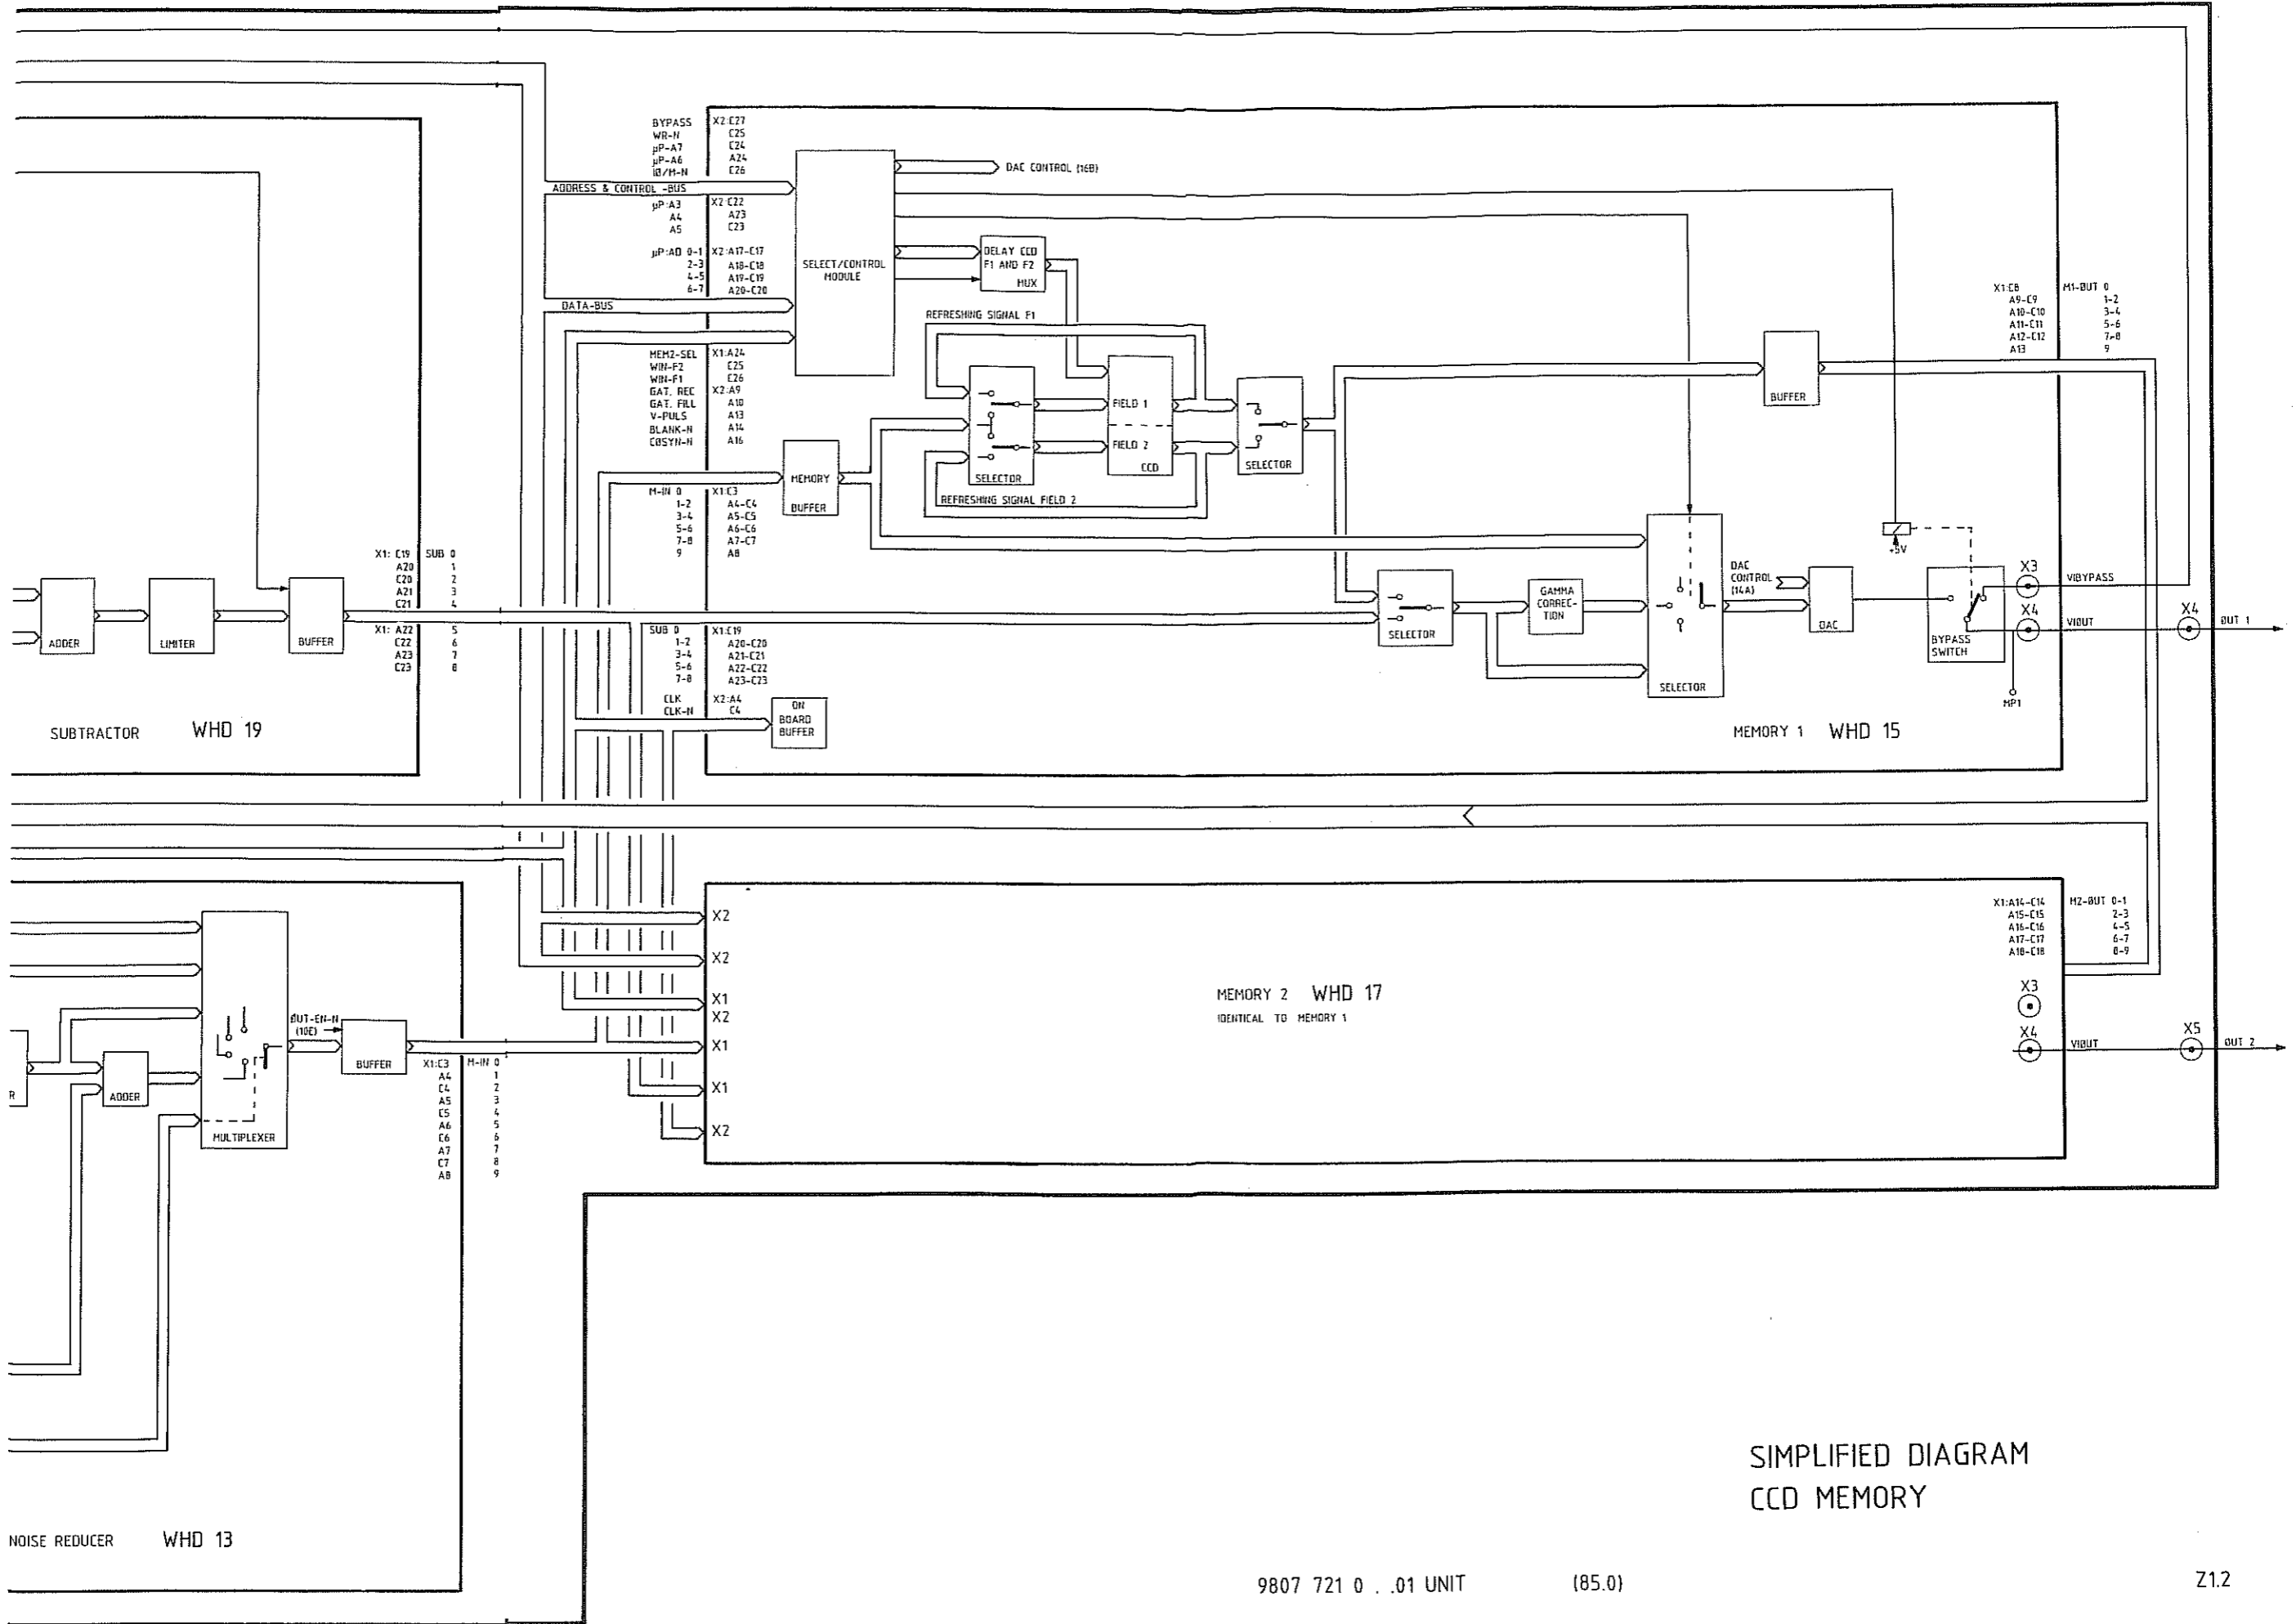 BYPASS X2:C27
WR-N C25
µP-A7 C24
µP-A6 A24
IØ/M-N C26
ADDRESS & CONTROL -BUS
µP:A3 X2:C22
A4 A23
A5 C23
µP:AD 0-1 X2:A17-C17
2-3 A18-C18
4-5 A19-C19
6-7 A20-C20
DATA-BUS
MEM2-SEL X1:A24
WIN-F2 C25
WIN-F1 C26
GAT. REC X2:A9
GAT. FILL A10
V-PULS A13
BLANK-N A14
CØSYN-N A16
M-IN 0 X1:C3
1-2 A4-C4
3-4 A5-C5
5-6 A6-C6
7-8 A7-C7
9 A8
SELECT/CONTROL
MODULE
DAC CONTROL (16B)
DELAY CCD
F1 AND F2
MUX
REFRESHING SIGNAL F1
SELECTOR
FIELD 1
FIELD 2
CCD
REFRESHING SIGNAL FIELD 2
SELECTOR
MEMORY
BUFFER
BUFFER
X1:C8 M1-ØUT 0
A9-C9 1-2
A10-C10 3-4
A11-C11 5-6
A12-C12 7-8
A13 9
X1: C19 SUB 0
A20 1
C20 2
A21 3
C21 4
X1: A22 5
C22 6
A23 7
C23 8
ADDER
LIMITER
BUFFER
SUBTRACTOR WHD 19
SUB 0 X1:C19
1-2 A20-C20
3-4 A21-C21
5-6 A22-C22
7-8 A23-C23
CLK X2:A4
CLK-N C4
ON
BOARD
BUFFER
SELECTOR
GAMMA
CORREC-
TION
SELECTOR
DAC
CONTROL
(14A)
DAC
+5V
BYPASS
SWITCH
X3
VIBYPASS
X4
VIØUT
MP1
X4
ØUT 1
MEMORY 1 WHD 15
X2
X2
X1
X2
X1
X1
X2
MEMORY 2 WHD 17
IDENTICAL TO MEMORY 1
X1:A14-C14 M2-ØUT 0-1
A15-C15 2-3
A16-C16 4-5
A17-C17 6-7
A18-C18 8-9
X3
X4
VIØUT
X5
ØUT 2
R
ADDER
MULTIPLEXER
ØUT-EN-N
(10E)
BUFFER
X1:C3 M-IN 0
A4 1
C4 2
A5 3
C5 4
A6 5
C6 6
A7 7
C7 8
A8 9
NOISE REDUCER WHD 13
SIMPLIFIED DIAGRAM
CCD MEMORY
9807 721 0 . .01 UNIT (85.0)
Z1.2